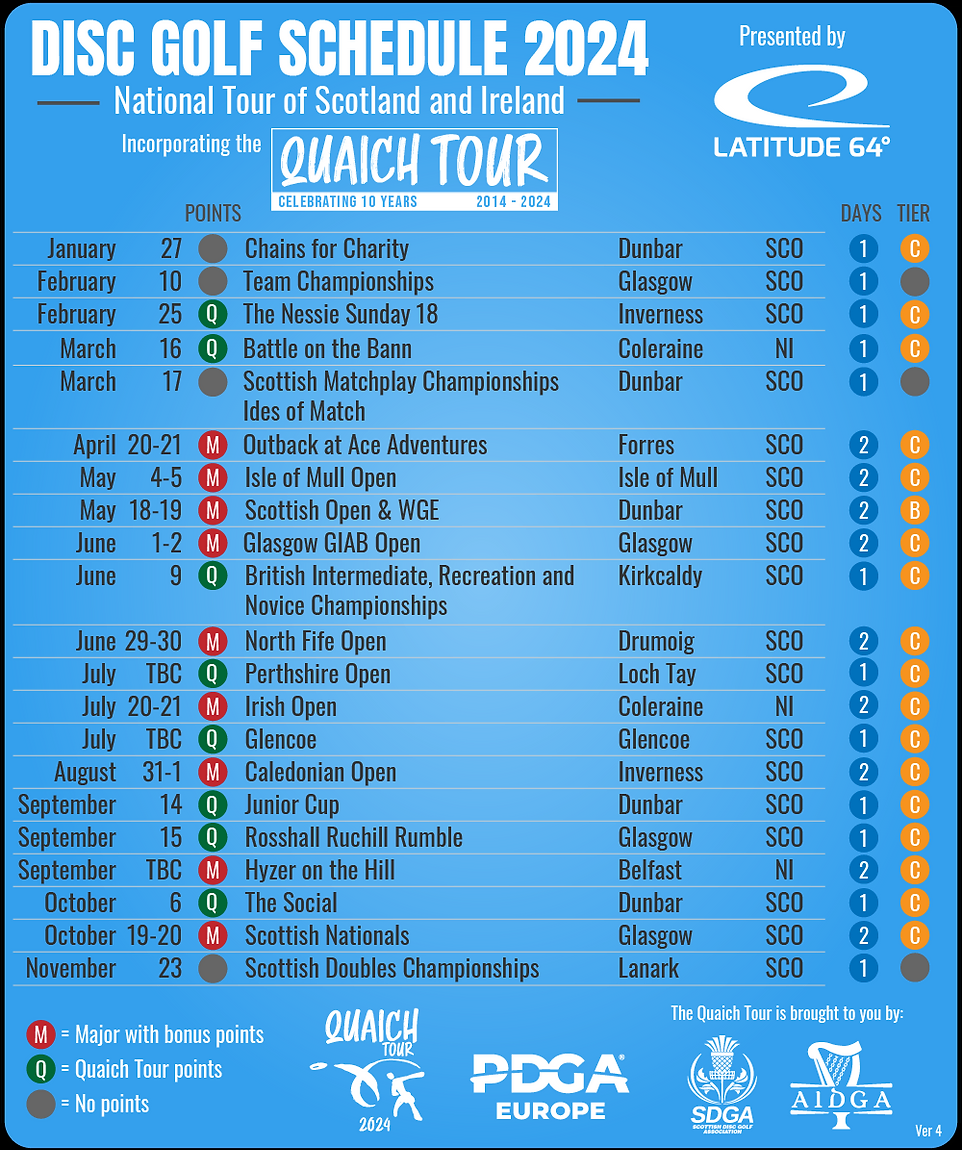 DISC GOLF SCHEDULE 2024
National Tour of Scotland and Ireland
Incorporating the QUAICH TOUR
CELEBRATING 10 YEARS 2014 - 2024
Presented by
LATITUDE 64°
POINTS DAYS TIER
January 27 Chains for Charity Dunbar SCO 1 C
February 10 Team Championships Glasgow SCO 1
February 25 Q The Nessie Sunday 18 Inverness SCO 1 C
March 16 Q Battle on the Bann Coleraine NI 1 C
March 17 Scottish Matchplay Championships Dunbar SCO 1
Ides of Match
April 20-21 M Outback at Ace Adventures Forres SCO 2 C
May 4-5 M Isle of Mull Open Isle of Mull SCO 2 C
May 18-19 M Scottish Open & WGE Dunbar SCO 2 B
June 1-2 M Glasgow GIAB Open Glasgow SCO 2 C
June 9 Q British Intermediate, Recreation and Kirkcaldy SCO 1 C
Novice Championships
June 29-30 M North Fife Open Drumoig SCO 2 C
July TBC Q Perthshire Open Loch Tay SCO 1 C
July 20-21 M Irish Open Coleraine NI 2 C
July TBC Q Glencoe Glencoe SCO 1 C
August 31-1 M Caledonian Open Inverness SCO 2 C
September 14 Q Junior Cup Dunbar SCO 1 C
September 15 Q Rosshall Ruchill Rumble Glasgow SCO 1 C
September TBC M Hyzer on the Hill Belfast NI 2 C
October 6 Q The Social Dunbar SCO 1 C
October 19-20 M Scottish Nationals Glasgow SCO 2 C
November 23 Scottish Doubles Championships Lanark SCO 1
M = Major with bonus points
Q = Quaich Tour points
= No points
QUAICH
TOUR
2024
PDGA®
EUROPE
The Quaich Tour is brought to you by:
SDGA
SCOTTISH DISC GOLF
ASSOCIATION
AIDGA
Ver 4